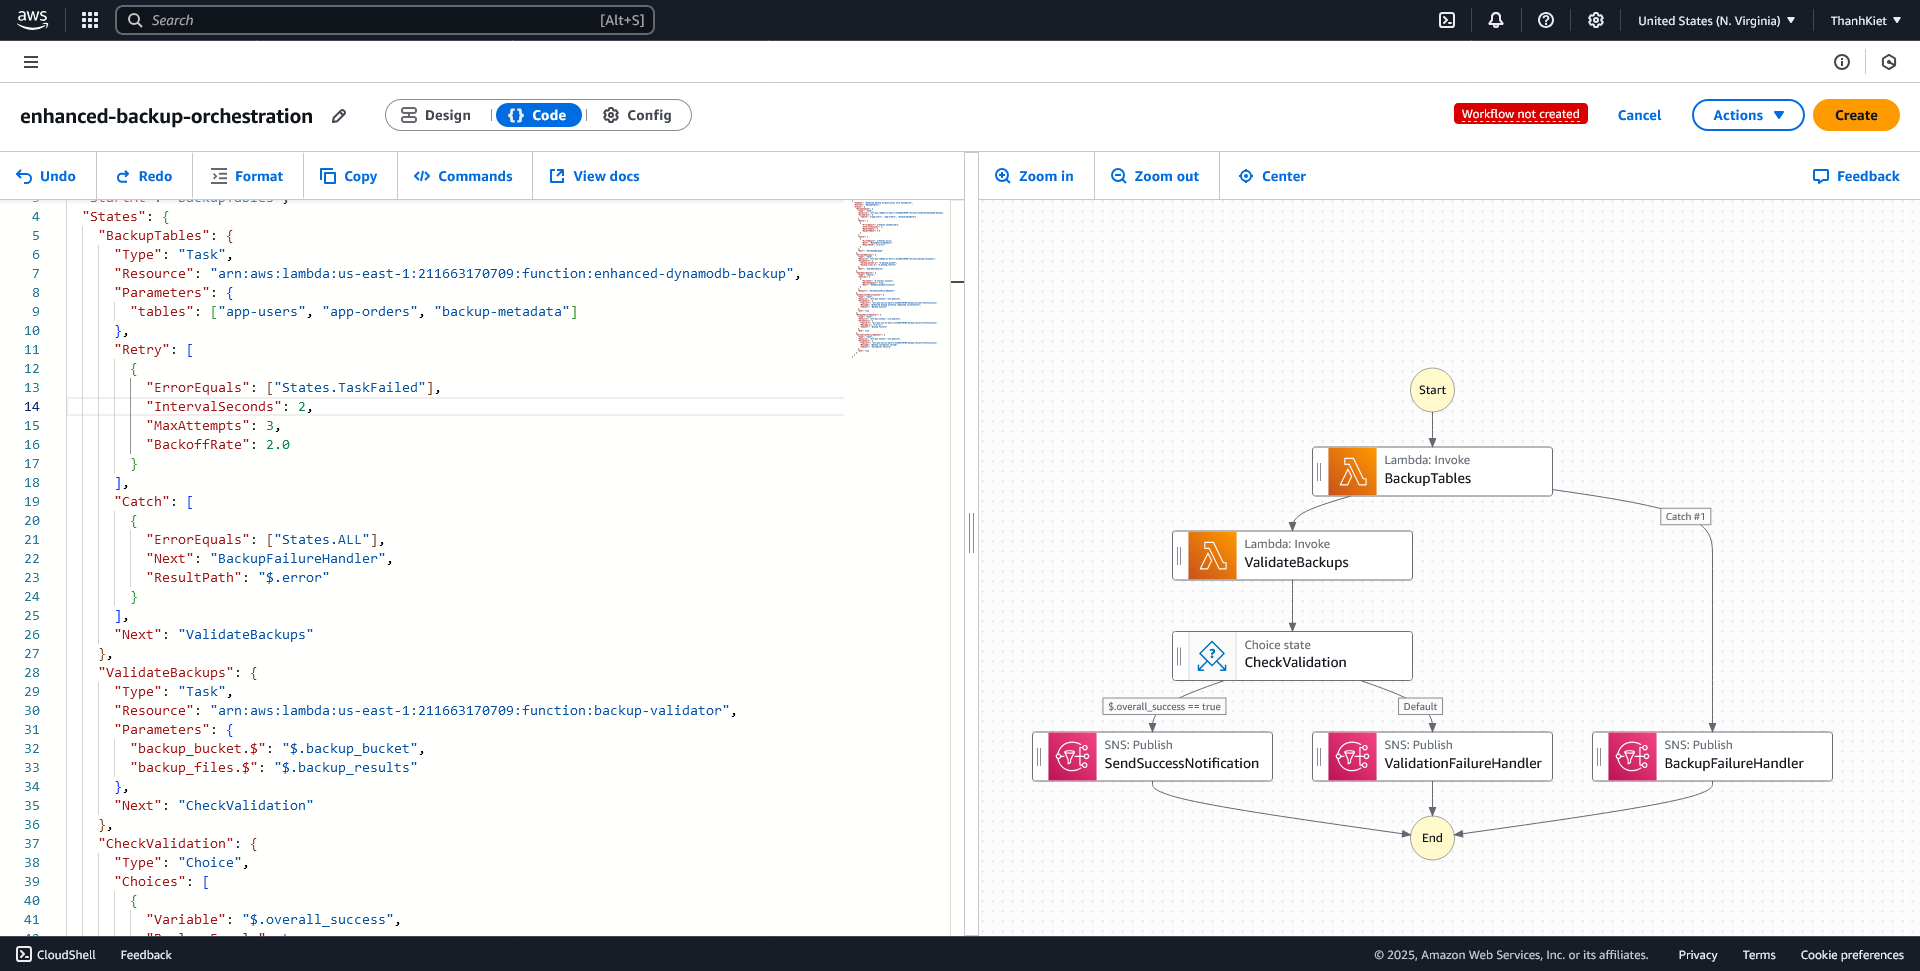 aws
Search
[Alt+S]
United States (N. Virginia)
ThanhKiet
enhanced-backup-orchestration
Design
{} Code
Config
Workflow not created
Cancel
Actions
Create
Undo
Redo
Format
Copy
Commands
View docs
Zoom in
Zoom out
Center
Feedback
4 "States": {
5 "BackupTables": {
6 "Type": "Task",
7 "Resource": "arn:aws:lambda:us-east-1:211663170709:function:enhanced-dynamodb-backup",
8 "Parameters": {
9 "tables": ["app-users", "app-orders", "backup-metadata"]
10 },
11 "Retry": [
12 {
13 "ErrorEquals": ["States.TaskFailed"],
14 "IntervalSeconds": 2,
15 "MaxAttempts": 3,
16 "BackoffRate": 2.0
17 }
18 ],
19 "Catch": [
20 {
21 "ErrorEquals": ["States.ALL"],
22 "Next": "BackupFailureHandler",
23 "ResultPath": "$.error"
24 }
25 ],
26 "Next": "ValidateBackups"
27 },
28 "ValidateBackups": {
29 "Type": "Task",
30 "Resource": "arn:aws:lambda:us-east-1:211663170709:function:backup-validator",
31 "Parameters": {
32 "backup_bucket.$": "$.backup_bucket",
33 "backup_files.$": "$.backup_results"
34 },
35 "Next": "CheckValidation"
36 },
37 "CheckValidation": {
38 "Type": "Choice",
39 "Choices": [
40 {
41 "Variable": "$.overall_success",
Start
Lambda: Invoke
BackupTables
Catch #1
Lambda: Invoke
ValidateBackups
Choice state
CheckValidation
$.overall_success == true
Default
SNS: Publish
SendSuccessNotification
SNS: Publish
ValidationFailureHandler
SNS: Publish
BackupFailureHandler
End
CloudShell
Feedback
© 2025, Amazon Web Services, Inc. or its affiliates.
Privacy
Terms
Cookie preferences